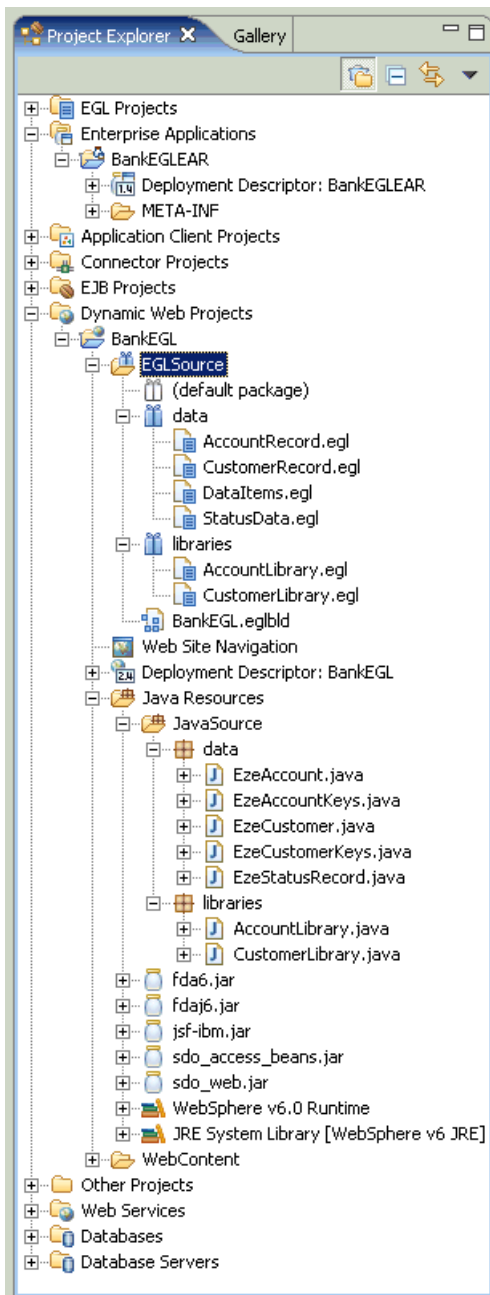 Project Explorer Gallery
EGL Projects
Enterprise Applications
BankEGLEAR
1.4 Deployment Descriptor: BankEGLEAR
META-INF
Application Client Projects
Connector Projects
EJB Projects
Dynamic Web Projects
BankEGL
EGLSource
(default package)
data
AccountRecord.egl
CustomerRecord.egl
DataItems.egl
StatusData.egl
libraries
AccountLibrary.egl
CustomerLibrary.egl
BankEGL.eglbld
Web Site Navigation
2.4 Deployment Descriptor: BankEGL
Java Resources
JavaSource
data
J EzeAccount.java
J EzeAccountKeys.java
J EzeCustomer.java
J EzeCustomerKeys.java
J EzeStatusRecord.java
libraries
J AccountLibrary.java
J CustomerLibrary.java
fda6.jar
fdaj6.jar
jsf-ibm.jar
sdo_access_beans.jar
sdo_web.jar
WebSphere v6.0 Runtime
JRE System Library [WebSphere v6 JRE]
WebContent
Other Projects
Web Services
Databases
Database Servers